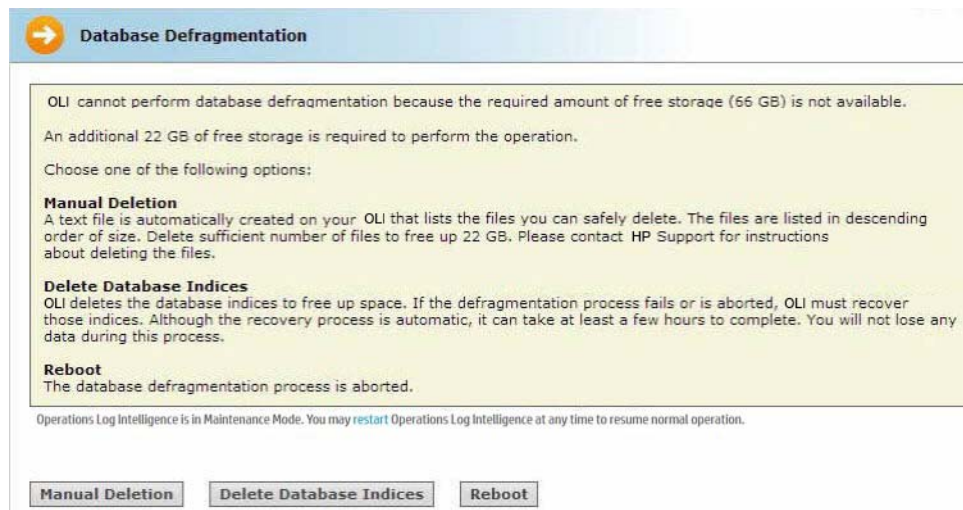 Database Defragmentation
OLI cannot perform database defragmentation because the required amount of free storage (66 GB) is not available.
An additional 22 GB of free storage is required to perform the operation.
Choose one of the following options:
Manual Deletion
A text file is automatically created on your OLI that lists the files you can safely delete. The files are listed in descending
order of size. Delete sufficient number of files to free up 22 GB. Please contact HP Support for instructions
about deleting the files.
Delete Database Indices
OLI deletes the database indices to free up space. If the defragmentation process fails or is aborted, OLI must recover
those indices. Although the recovery process is automatic, it can take at least a few hours to complete. You will not lose any
data during this process.
Reboot
The database defragmentation process is aborted.
Operations Log Intelligence is in Maintenance Mode. You may restart Operations Log Intelligence at any time to resume normal operation.
Manual Deletion Delete Database Indices Reboot